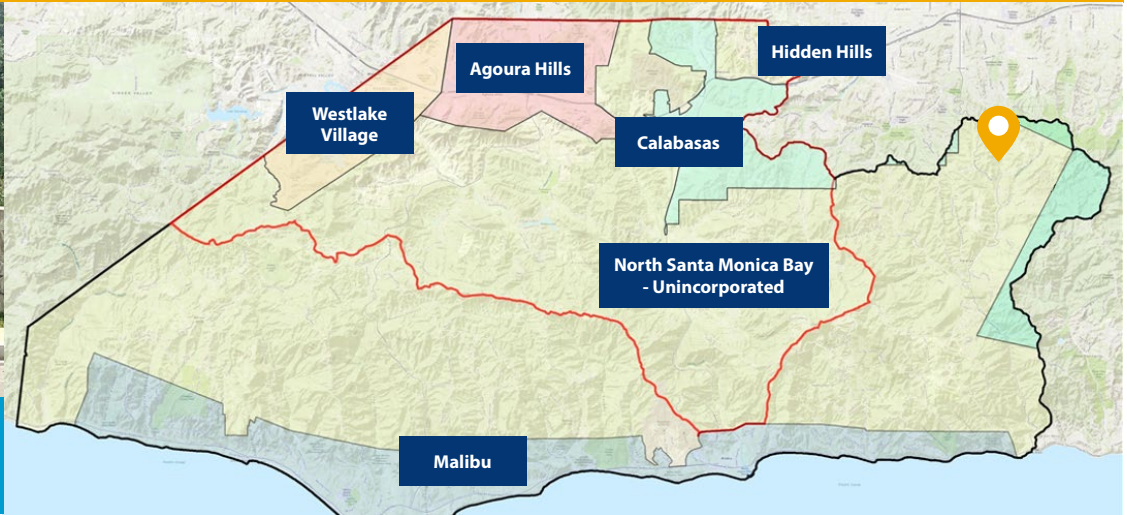 Hidden Hills
Agoura Hills
Westlake
Village
Calabasas
North Santa Monica Bay
- Unincorporated
Malibu